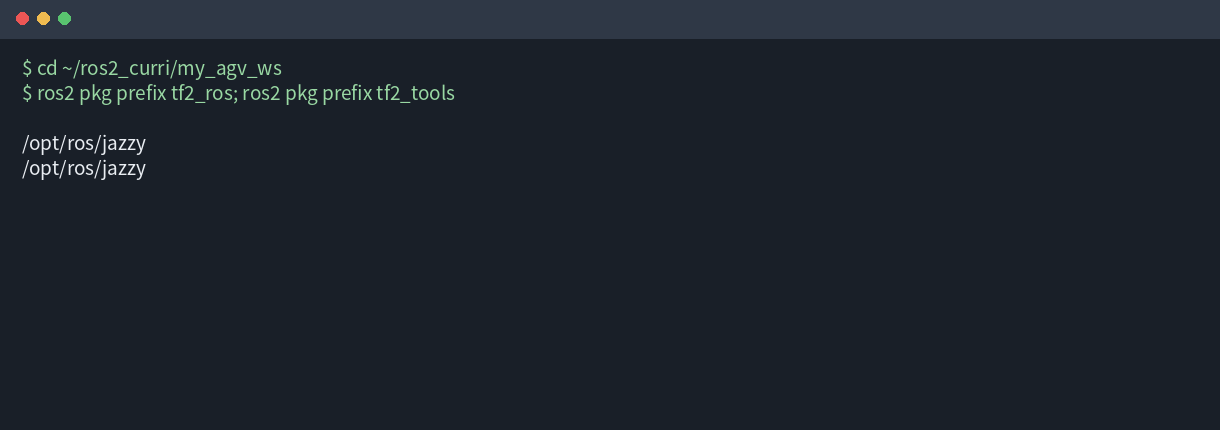 $ cd ~/ros2_curri/my_agv_ws
$ ros2 pkg prefix tf2_ros; ros2 pkg prefix tf2_tools
/opt/ros/jazzy
/opt/ros/jazzy